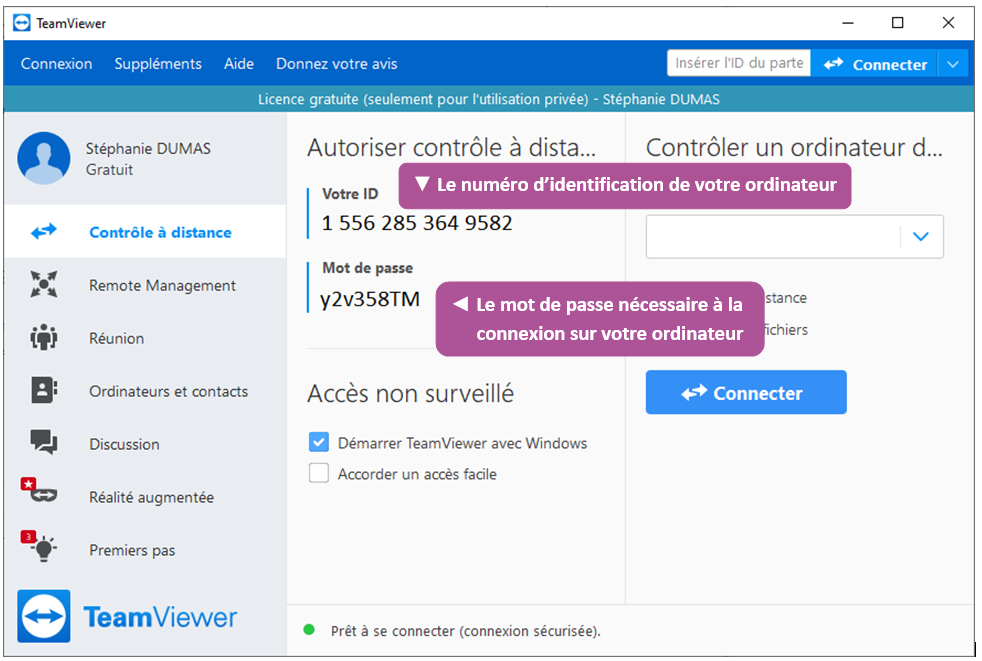 TeamViewer
Connexion Suppléments Aide Donnez votre avis Insérer l'ID du parte Connecter
Licence gratuite (seulement pour l'utilisation privée) - Stéphanie DUMAS
Stéphanie DUMAS
Gratuit
Contrôle à distance
Remote Management
Réunion
Ordinateurs et contacts
Discussion
Réalité augmentée
3
Premiers pas
TeamViewer
Autoriser contrôle à dista...
▼ Le numéro d’identification de votre ordinateur
Votre ID
1 556 285 364 9582
Mot de passe
y2v358TM
◄ Le mot de passe nécessaire à la
connexion sur votre ordinateur
Accès non surveillé
Démarrer TeamViewer avec Windows
Accorder un accès facile
Contrôler un ordinateur d...
stance
fichiers
Connecter
Prêt à se connecter (connexion sécurisée).